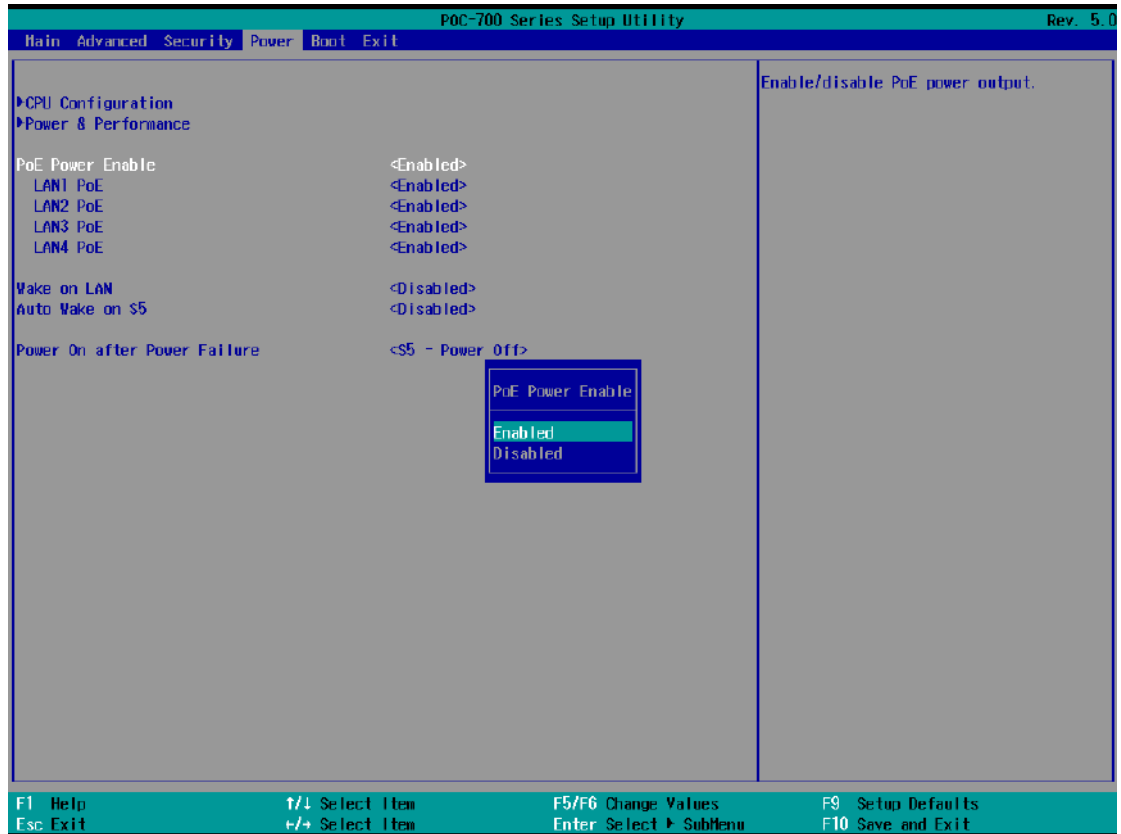 POC-700 Series Setup Utility Rev. 5.0
Main Advanced Security Power Boot Exit
Enable/disable PoE power output.
▶CPU Configuration
▶Power & Performance
PoE Power Enable <Enabled>
LAN1 PoE <Enabled>
LAN2 PoE <Enabled>
LAN3 PoE <Enabled>
LAN4 PoE <Enabled>
Wake on LAN <Disabled>
Auto Wake on S5 <Disabled>
Power On after Power Failure <S5 - Power Off>
PoE Power Enable
Enabled
Disabled
F1 Help ↑/↓ Select Item F5/F6 Change Values F9 Setup Defaults
Esc Exit ←/→ Select Item Enter Select ▶ SubMenu F10 Save and Exit